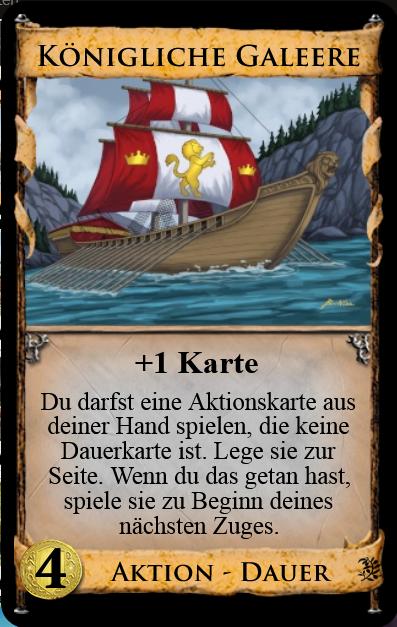 KÖNIGLICHE GALEERE
+1 Karte
Du darfst eine Aktionskarte aus
deiner Hand spielen, die keine
Dauerkarte ist. Lege sie zur
Seite. Wenn du das getan hast,
spiele sie zu Beginn deines
nächsten Zuges.
4 AKTION - DAUER